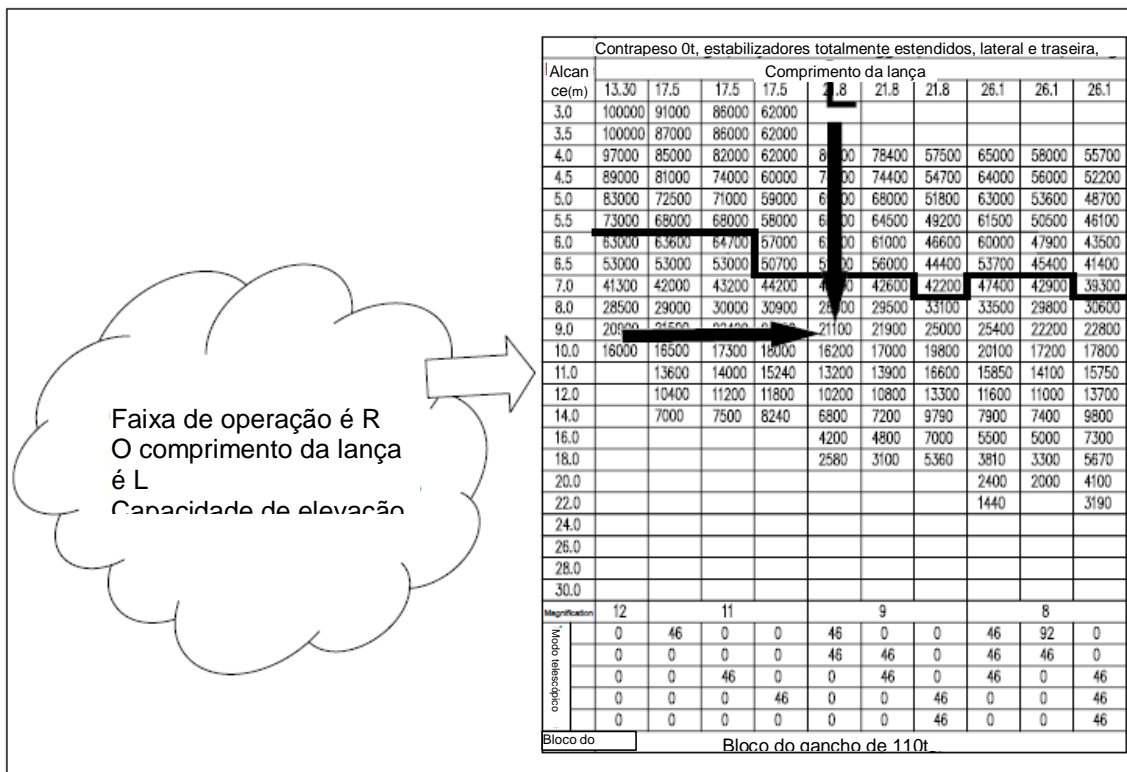 Faixa de operação é R
O comprimento da lança
é L
Capacidade de elevação
Contrapeso 0t, estabilizadores totalmente estendidos, lateral e traseira,
Alcan Comprimento da lança
ce(m) 13.30 17.5 17.5 17.5 21.8 21.8 26.1 26.1 26.1
3.0 100000 91000 86000 62000
3.5 100000 87000 86000 62000
4.0 97000 85000 82000 62000 78400 57500 65000 58000 55700
4.5 89000 81000 74000 60000 74400 54700 64000 56000 52200
5.0 83000 72500 71000 59000 68000 51800 63000 53600 48700
5.5 73000 68000 68000 58000 64500 49200 61500 50500 46100
6.0 63000 63600 64700 57000 61000 46600 60000 47900 43500
6.5 53000 53000 53000 50700 56000 44400 53700 45400 41400
7.0 41300 42000 43200 44200 42600 42200 47400 42900 39300
8.0 28500 29000 30000 30900 29500 33100 33500 29800 30600
9.0 21100 21900 25000 25400 22200 22800
10.0 16000 16500 17300 18000 16200 17000 19800 20100 17200 17800
11.0 13600 14000 15240 13200 13900 16600 15850 14100 15750
12.0 10400 11200 11800 10200 10800 13300 11600 11000 13700
14.0 7000 7500 8240 6800 7200 9790 7900 7400 9800
16.0 4200 4800 7000 5500 5000 7300
18.0 2580 3100 5360 3810 3300 5670
20.0 2400 2000 4100
22.0 1440 3190
24.0
26.0
28.0
30.0
Magnification 12 11 9 8
Modo telescópico
0 46 0 0 46 0 0 46 92 0
0 0 0 0 46 46 0 46 46 0
0 0 46 0 0 46 0 46 0 46
0 0 0 46 0 0 46 0 0 46
0 0 0 0 0 0 46 0 0 46
Bloco do Bloco do gancho de 110t